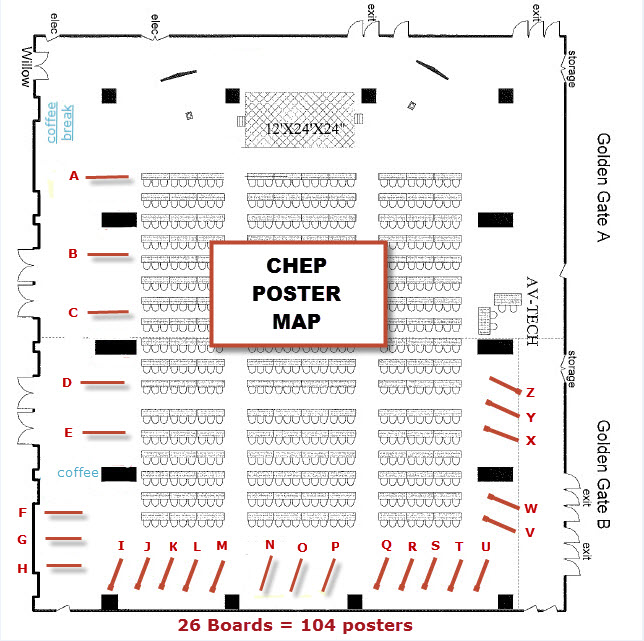 elec
elec
exit
exit
Willow
storage
coffee
break
12'X24'X24"
Golden Gate A
A
B
CHEP
POSTER
MAP
C
AV-TECH
storage
D
Z
Y
E
X
Golden Gate B
coffee
exit
F
W
G
V
exit
H
I J K L M N O P Q R S T U
26 Boards = 104 posters